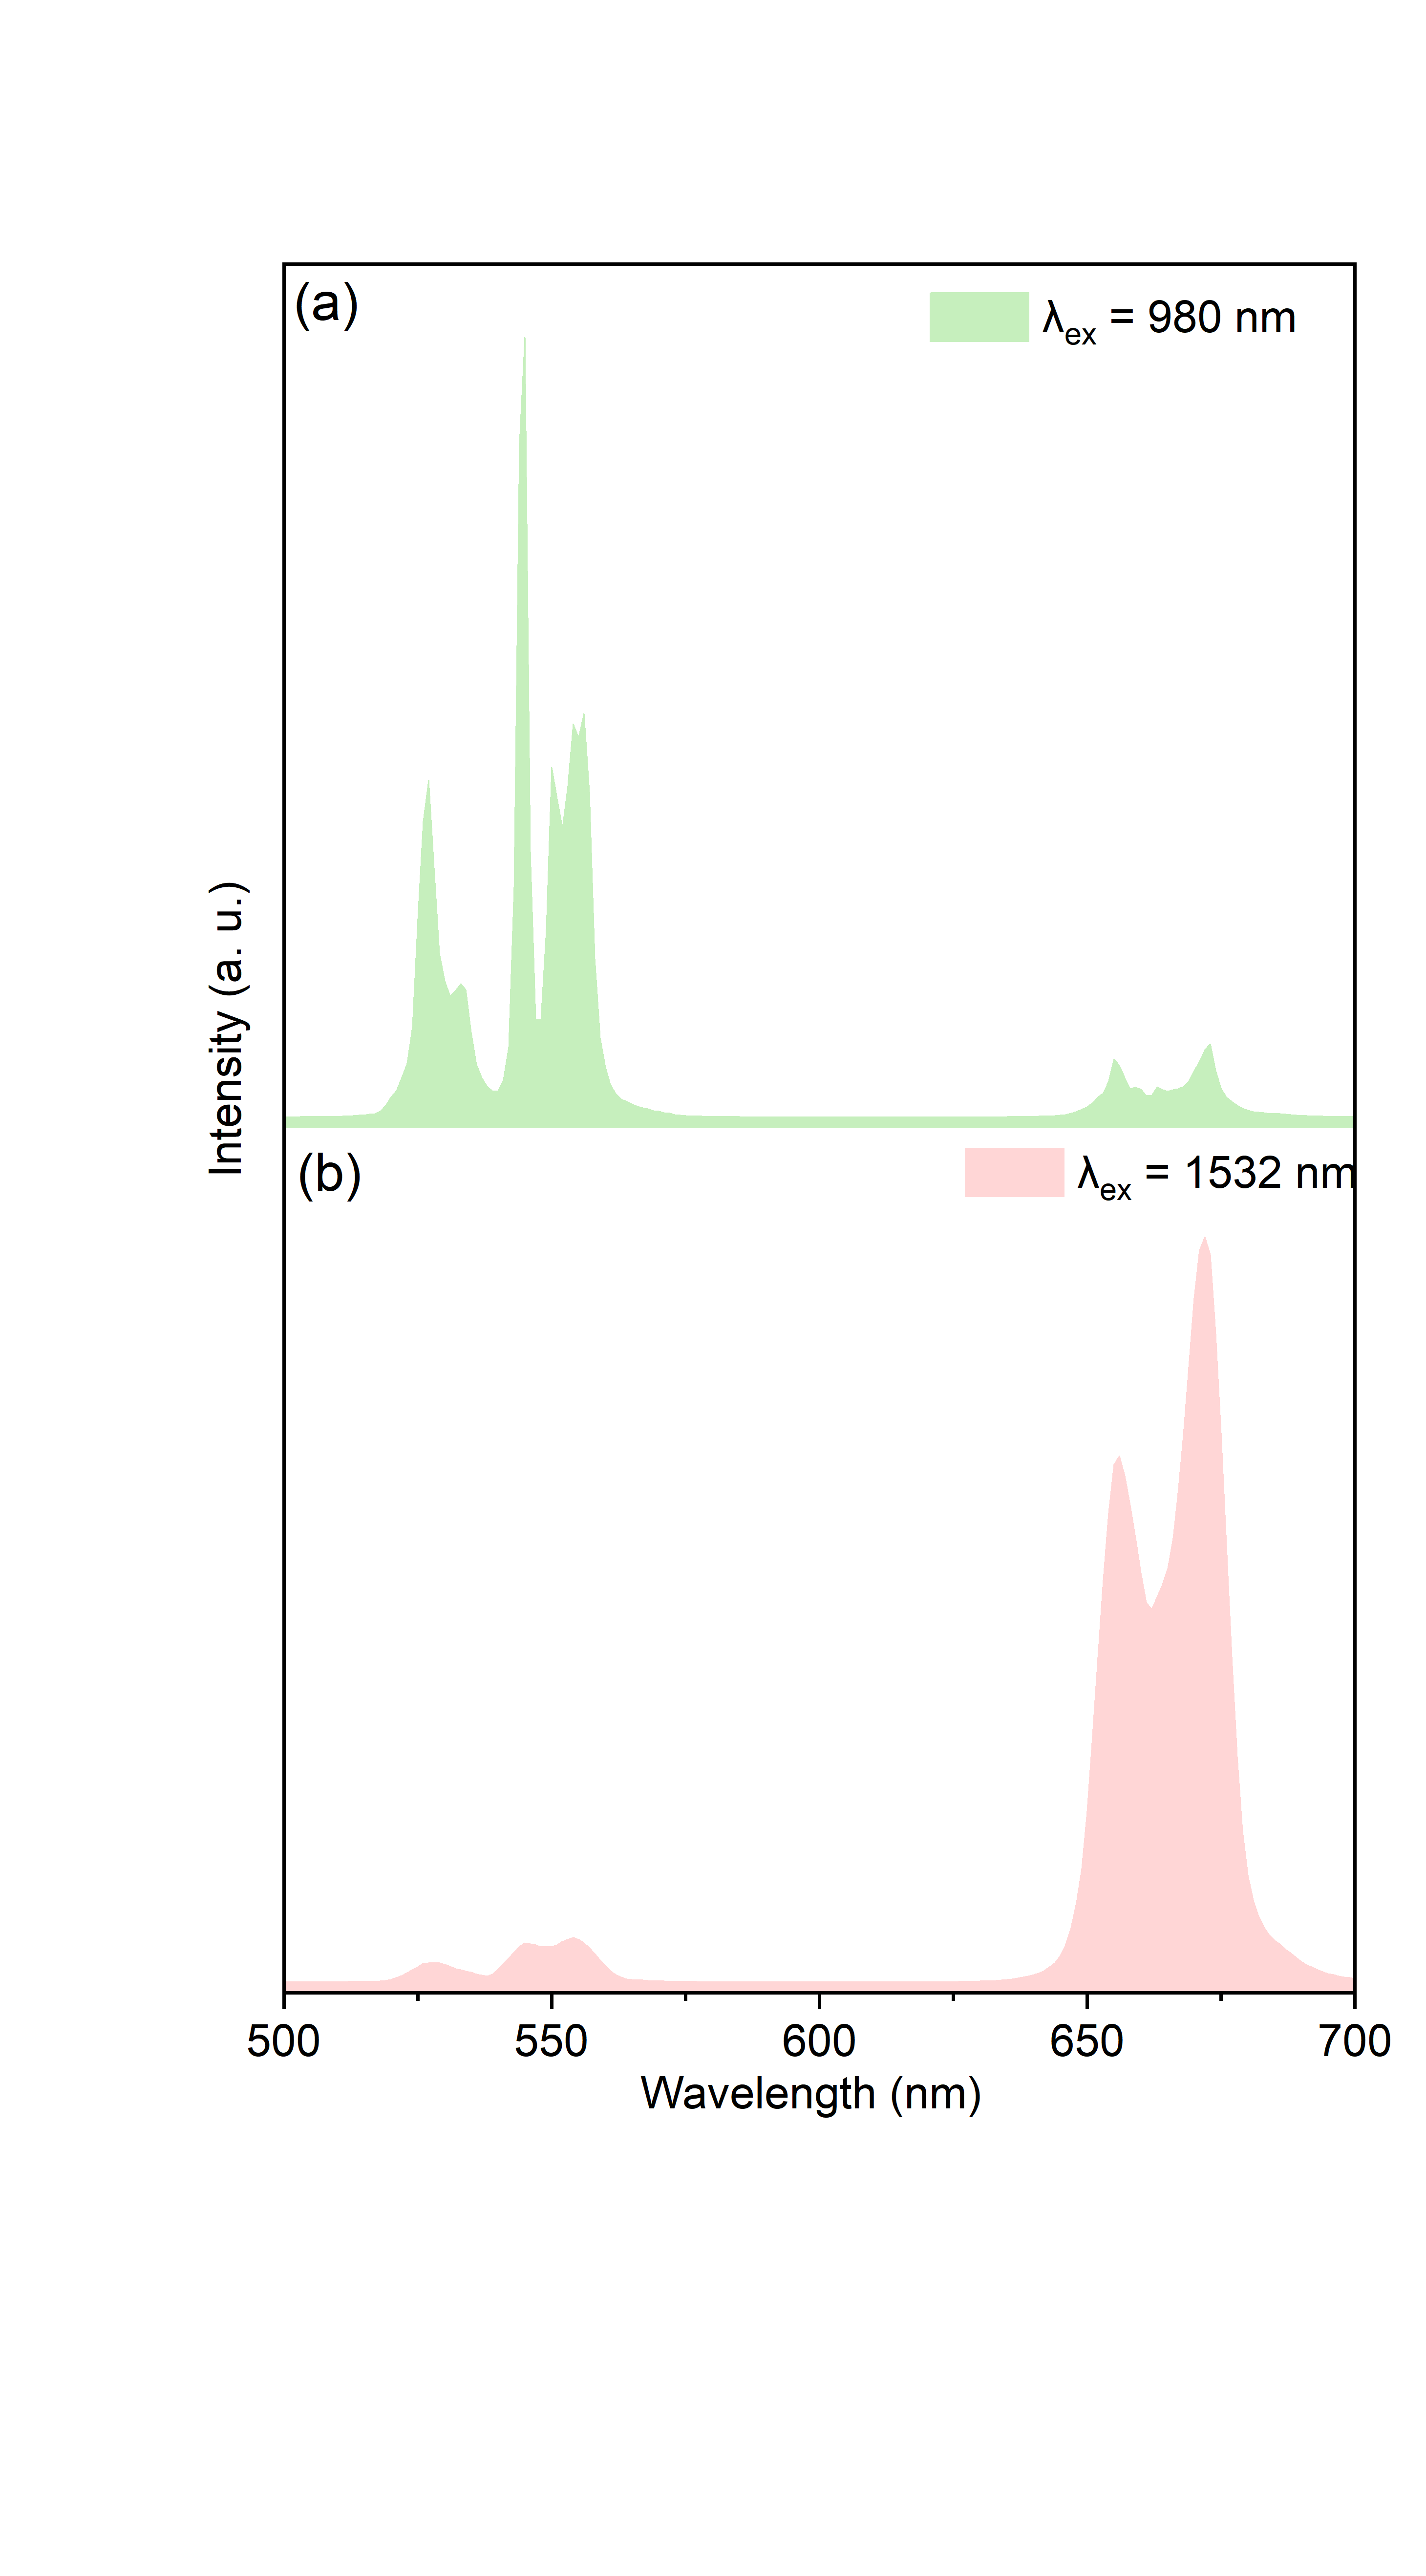 (a)
λex = 980 nm
Intensity (a. u.)
(b)
λex = 1532 nm
500 550 600 650 700
Wavelength (nm)